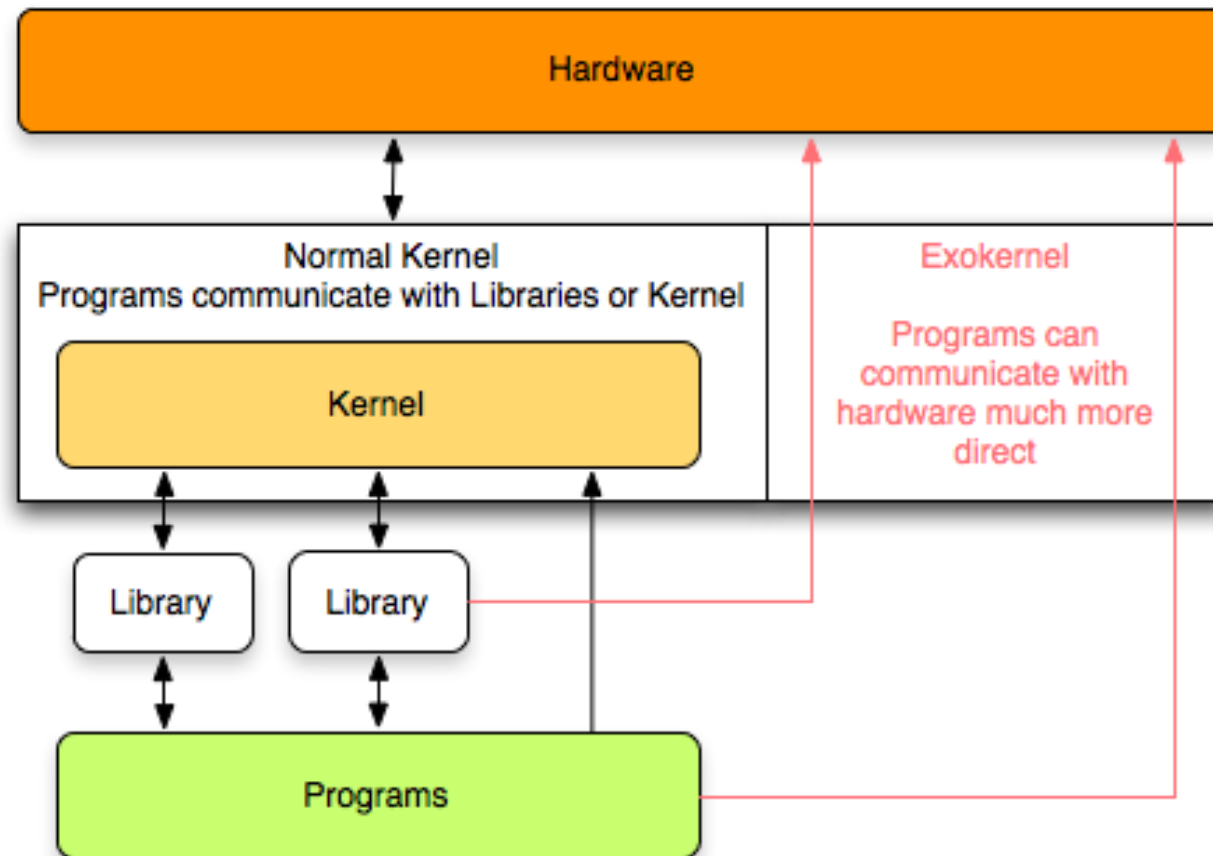 Hardware
Normal Kernel
Programs communicate with Libraries or Kernel
Kernel
Exokernel
Programs can
communicate with
hardware much more
direct
Library
Library
Programs